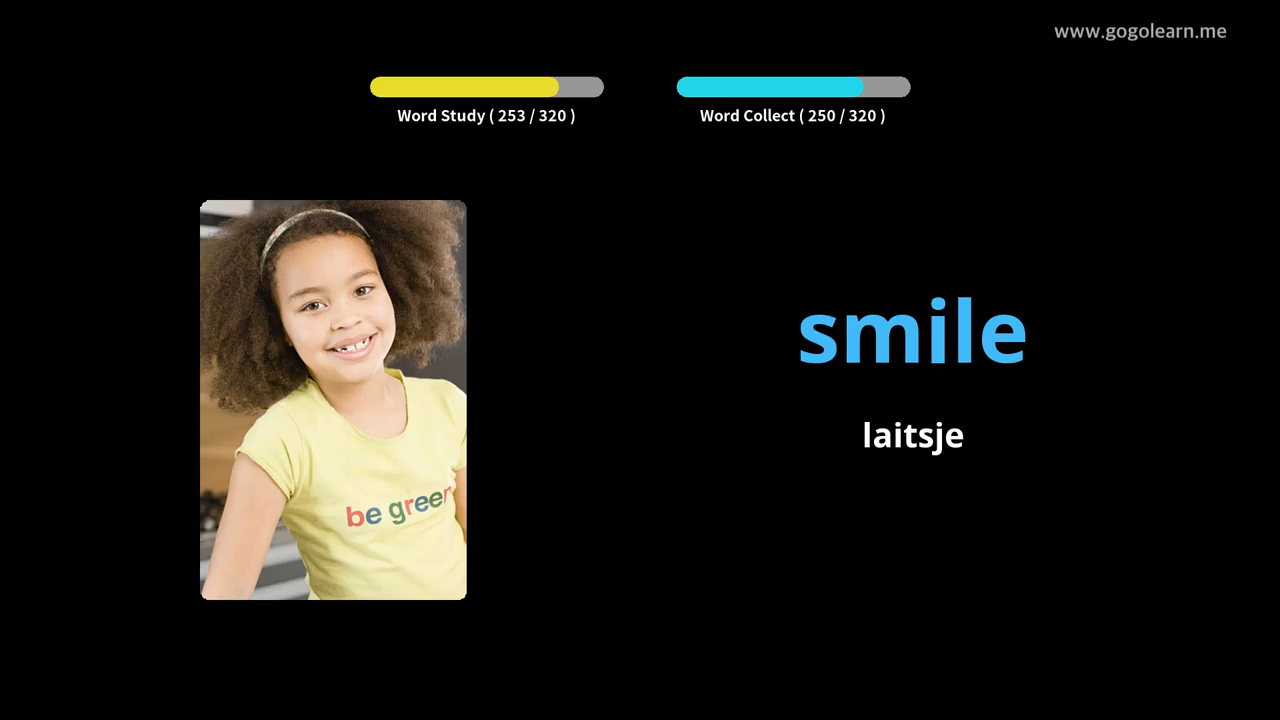 www.gogolearn.me
Word Study ( 253 / 320 )
Word Collect ( 250 / 320 )
smile
laitsje
be green